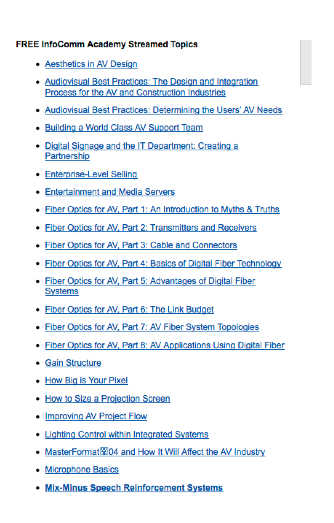 FREE InfoComm Academy Streamed Topics
• Aesthetics in AV Design
• Audiovisual Best Practices: The Design and Integration
Process for the AV and Construction Industries
• Audiovisual Best Practices: Determining the Users' AV Needs
• Building a World Class AV Support Team
• Digital Signage and the IT Department: Creating a
Partnership
• Enterprise-Level Selling
• Entertainment and Media Servers
• Fiber Optics for AV, Part 1: An Introduction to Myths & Truths
• Fiber Optics for AV, Part 2: Transmitters and Receivers
• Fiber Optics for AV, Part 3: Cable and Connectors
• Fiber Optics for AV, Part 4: Basics of Digital Fiber Technology
• Fiber Optics for AV, Part 5: Advantages of Digital Fiber
Systems
• Fiber Optics for AV, Part 6: The Link Budget
• Fiber Optics for AV, Part 7: AV Fiber System Topologies
• Fiber Optics for AV, Part 8: AV Applications Using Digital Fiber
• Gain Structure
• How Big is Your Pixel
• How to Size a Projection Screen
• Improving AV Project Flow
• Lighting Control within Integrated Systems
• MasterFormat04 and How It Will Affect the AV Industry
• Microphone Basics
• Mix-Minus Speech Reinforcement Systems